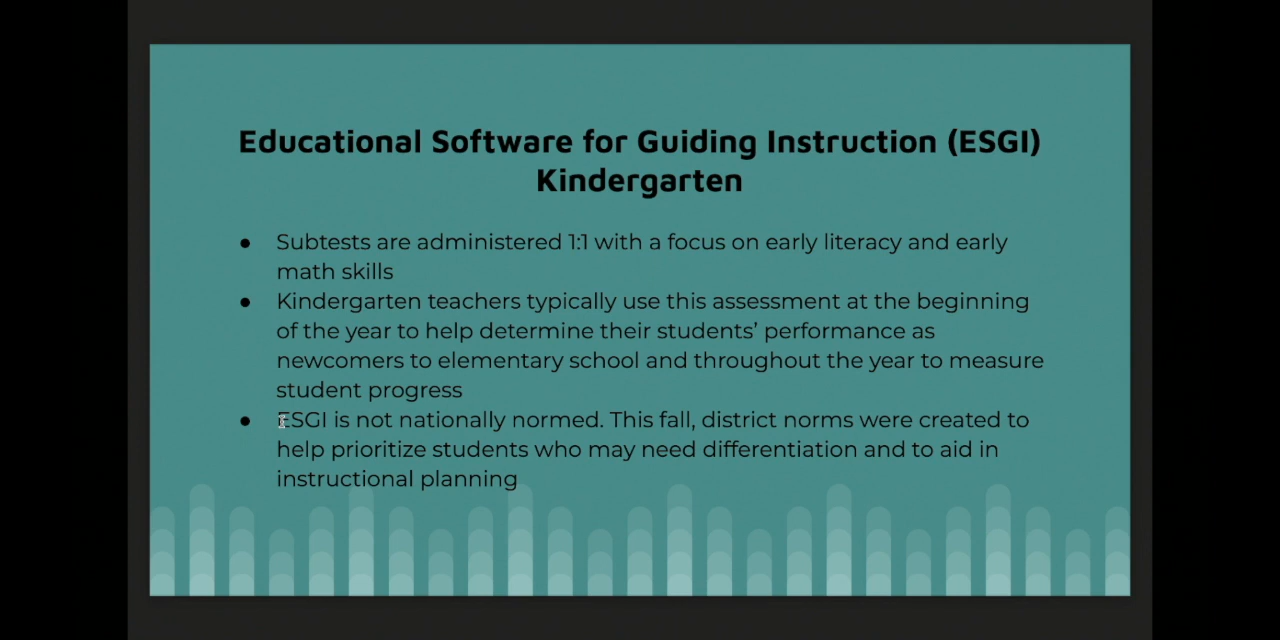 Educational Software for Guiding Instruction (ESGI)
Kindergarten
● Subtests are administered 1:1 with a focus on early literacy and early
math skills
● Kindergarten teachers typically use this assessment at the beginning
of the year to help determine their students’ performance as
newcomers to elementary school and throughout the year to measure
student progress
● ESGI is not nationally normed. This fall, district norms were created to
help prioritize students who may need differentiation and to aid in
instructional planning